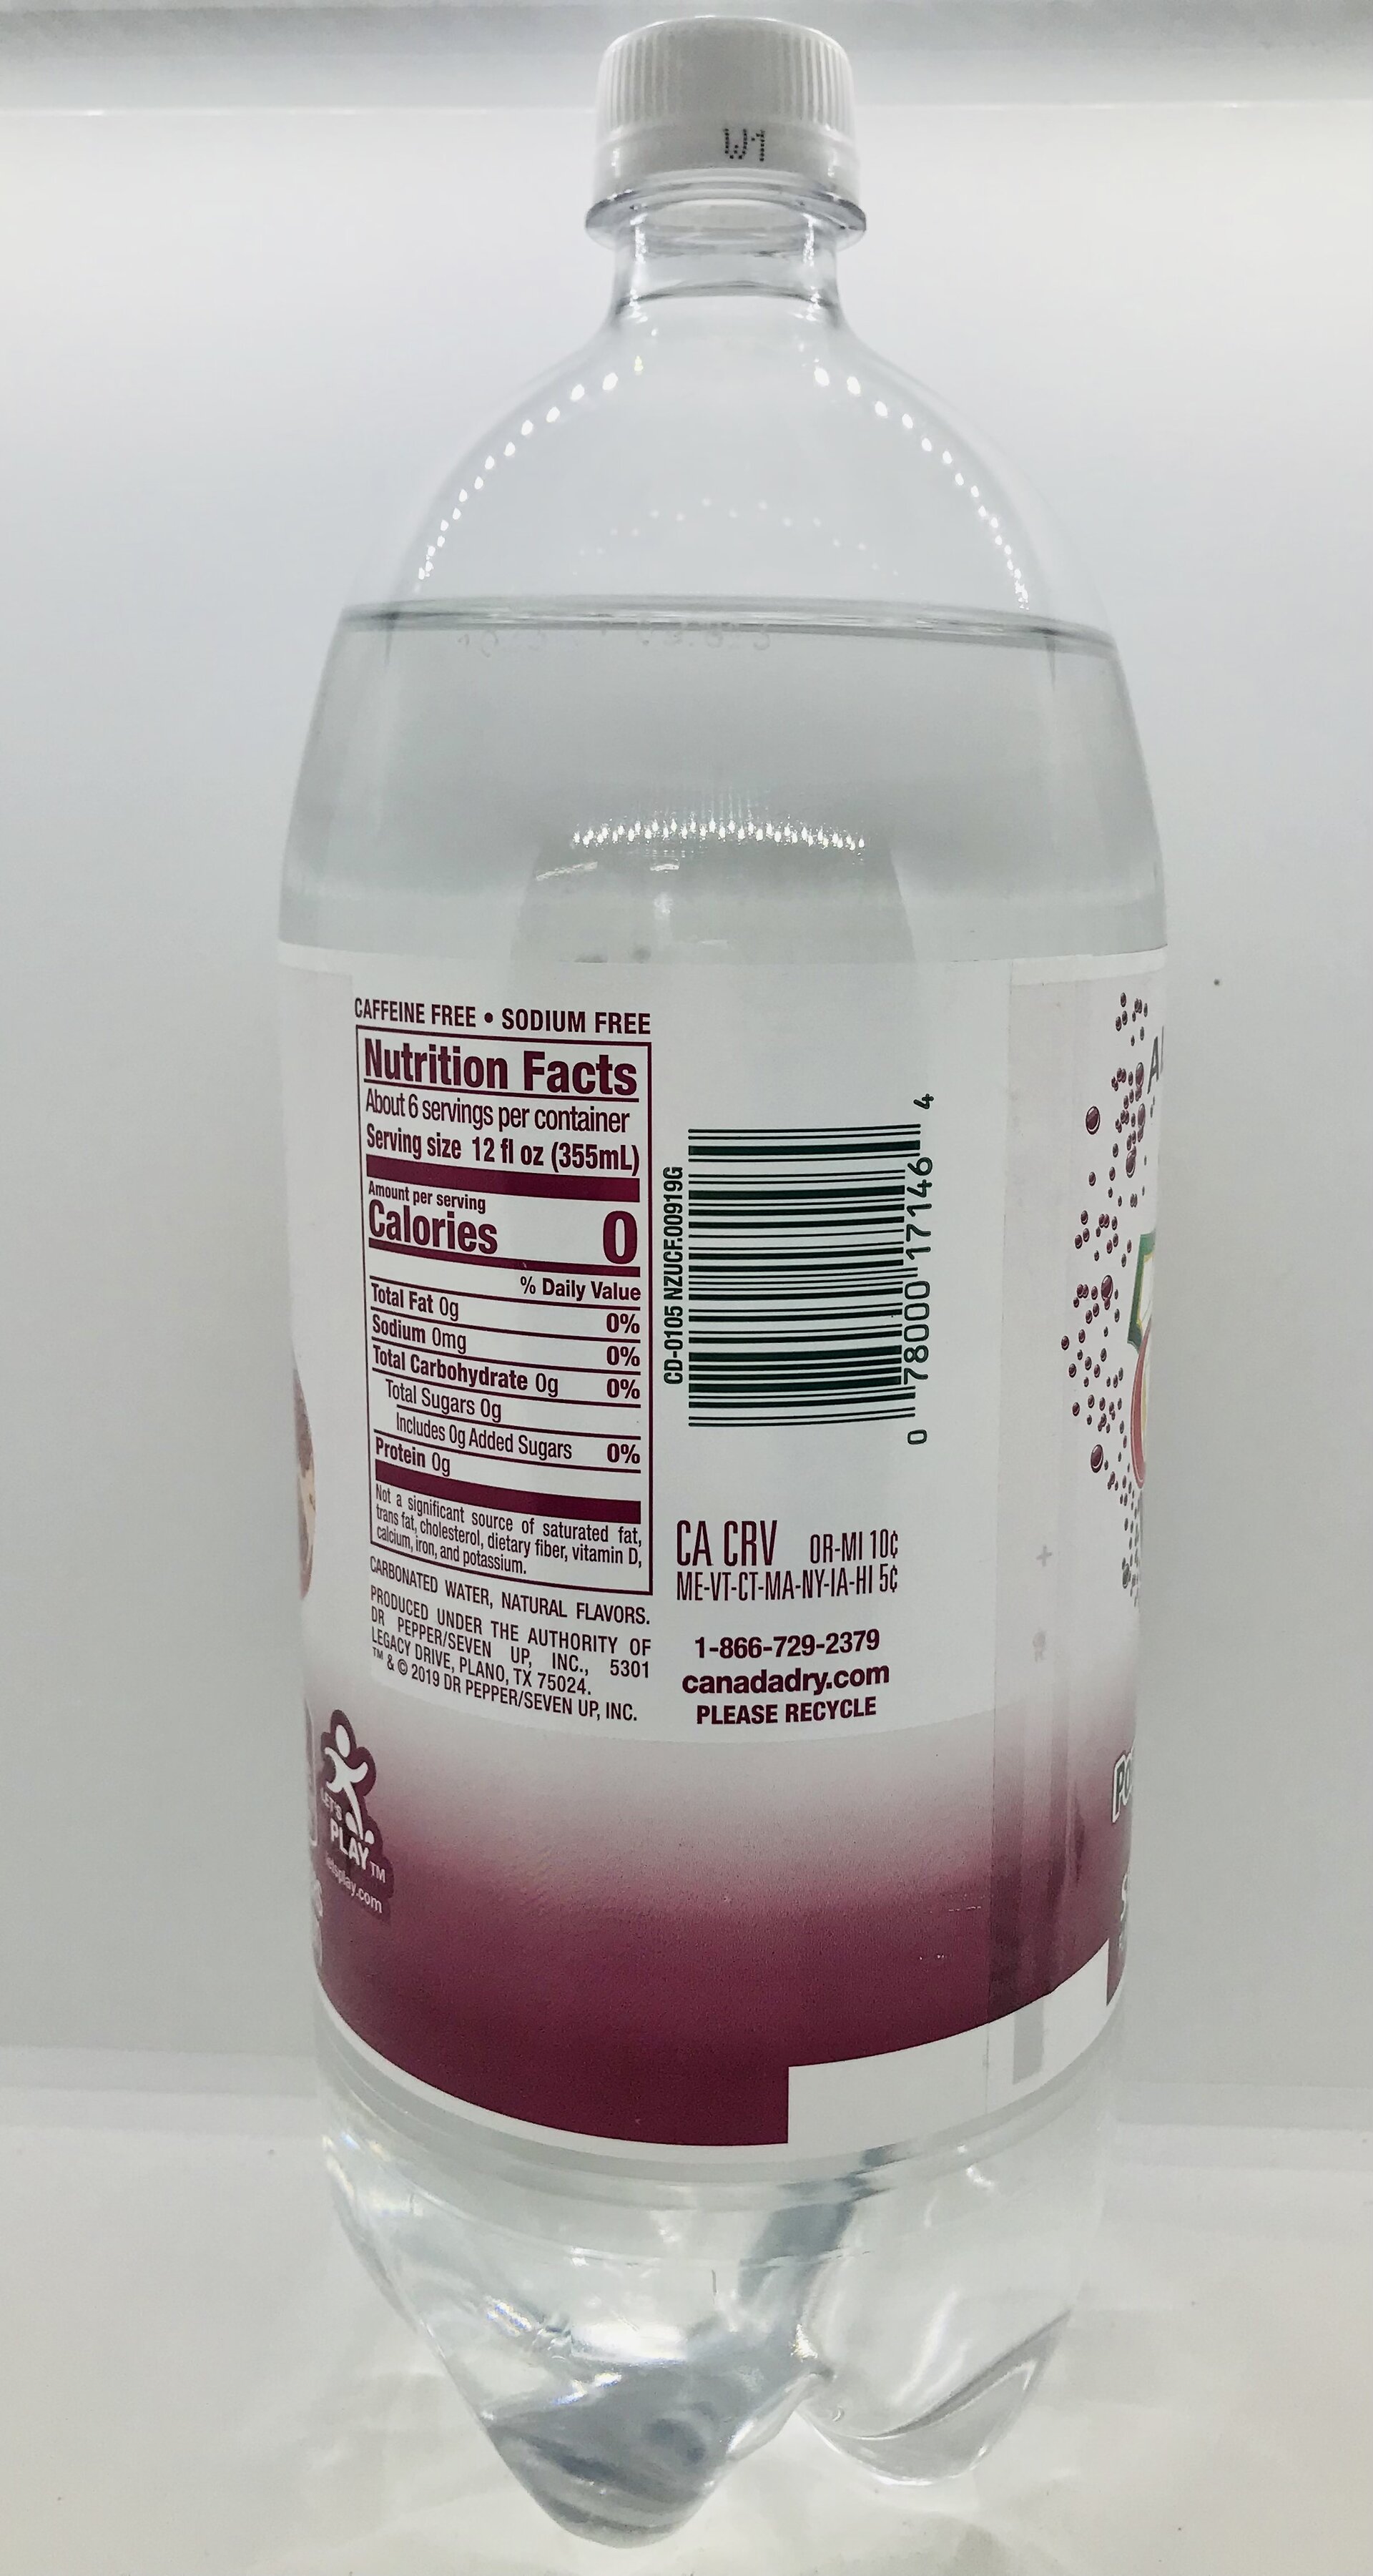 W1
CAFFEINE FREE • SODIUM FREE
Nutrition Facts
About 6 servings per container
Serving size 12 fl oz (355mL)
Amount per serving
Calories 0
% Daily Value
Total Fat 0g 0%
Sodium 0mg 0%
Total Carbohydrate 0g 0%
Total Sugars 0g
Includes 0g Added Sugars 0%
Protein 0g
Not a significant source of saturated fat,
trans fat, cholesterol, dietary fiber, vitamin D,
calcium, iron, and potassium.
CARBONATED WATER, NATURAL FLAVORS.
PRODUCED UNDER THE AUTHORITY OF
DR PEPPER/SEVEN UP, INC., 5301
LEGACY DRIVE, PLANO, TX 75024.
™ & © 2019 DR PEPPER/SEVEN UP, INC.
CD-0105 NZUCF.00919G
0 78000 17146 4
CA CRV OR-MI 10¢
ME-VT-CT-MA-NY-IA-HI 5¢
1-866-729-2379
canadadry.com
PLEASE RECYCLE
LET'S
PLAY™
letsplay.com